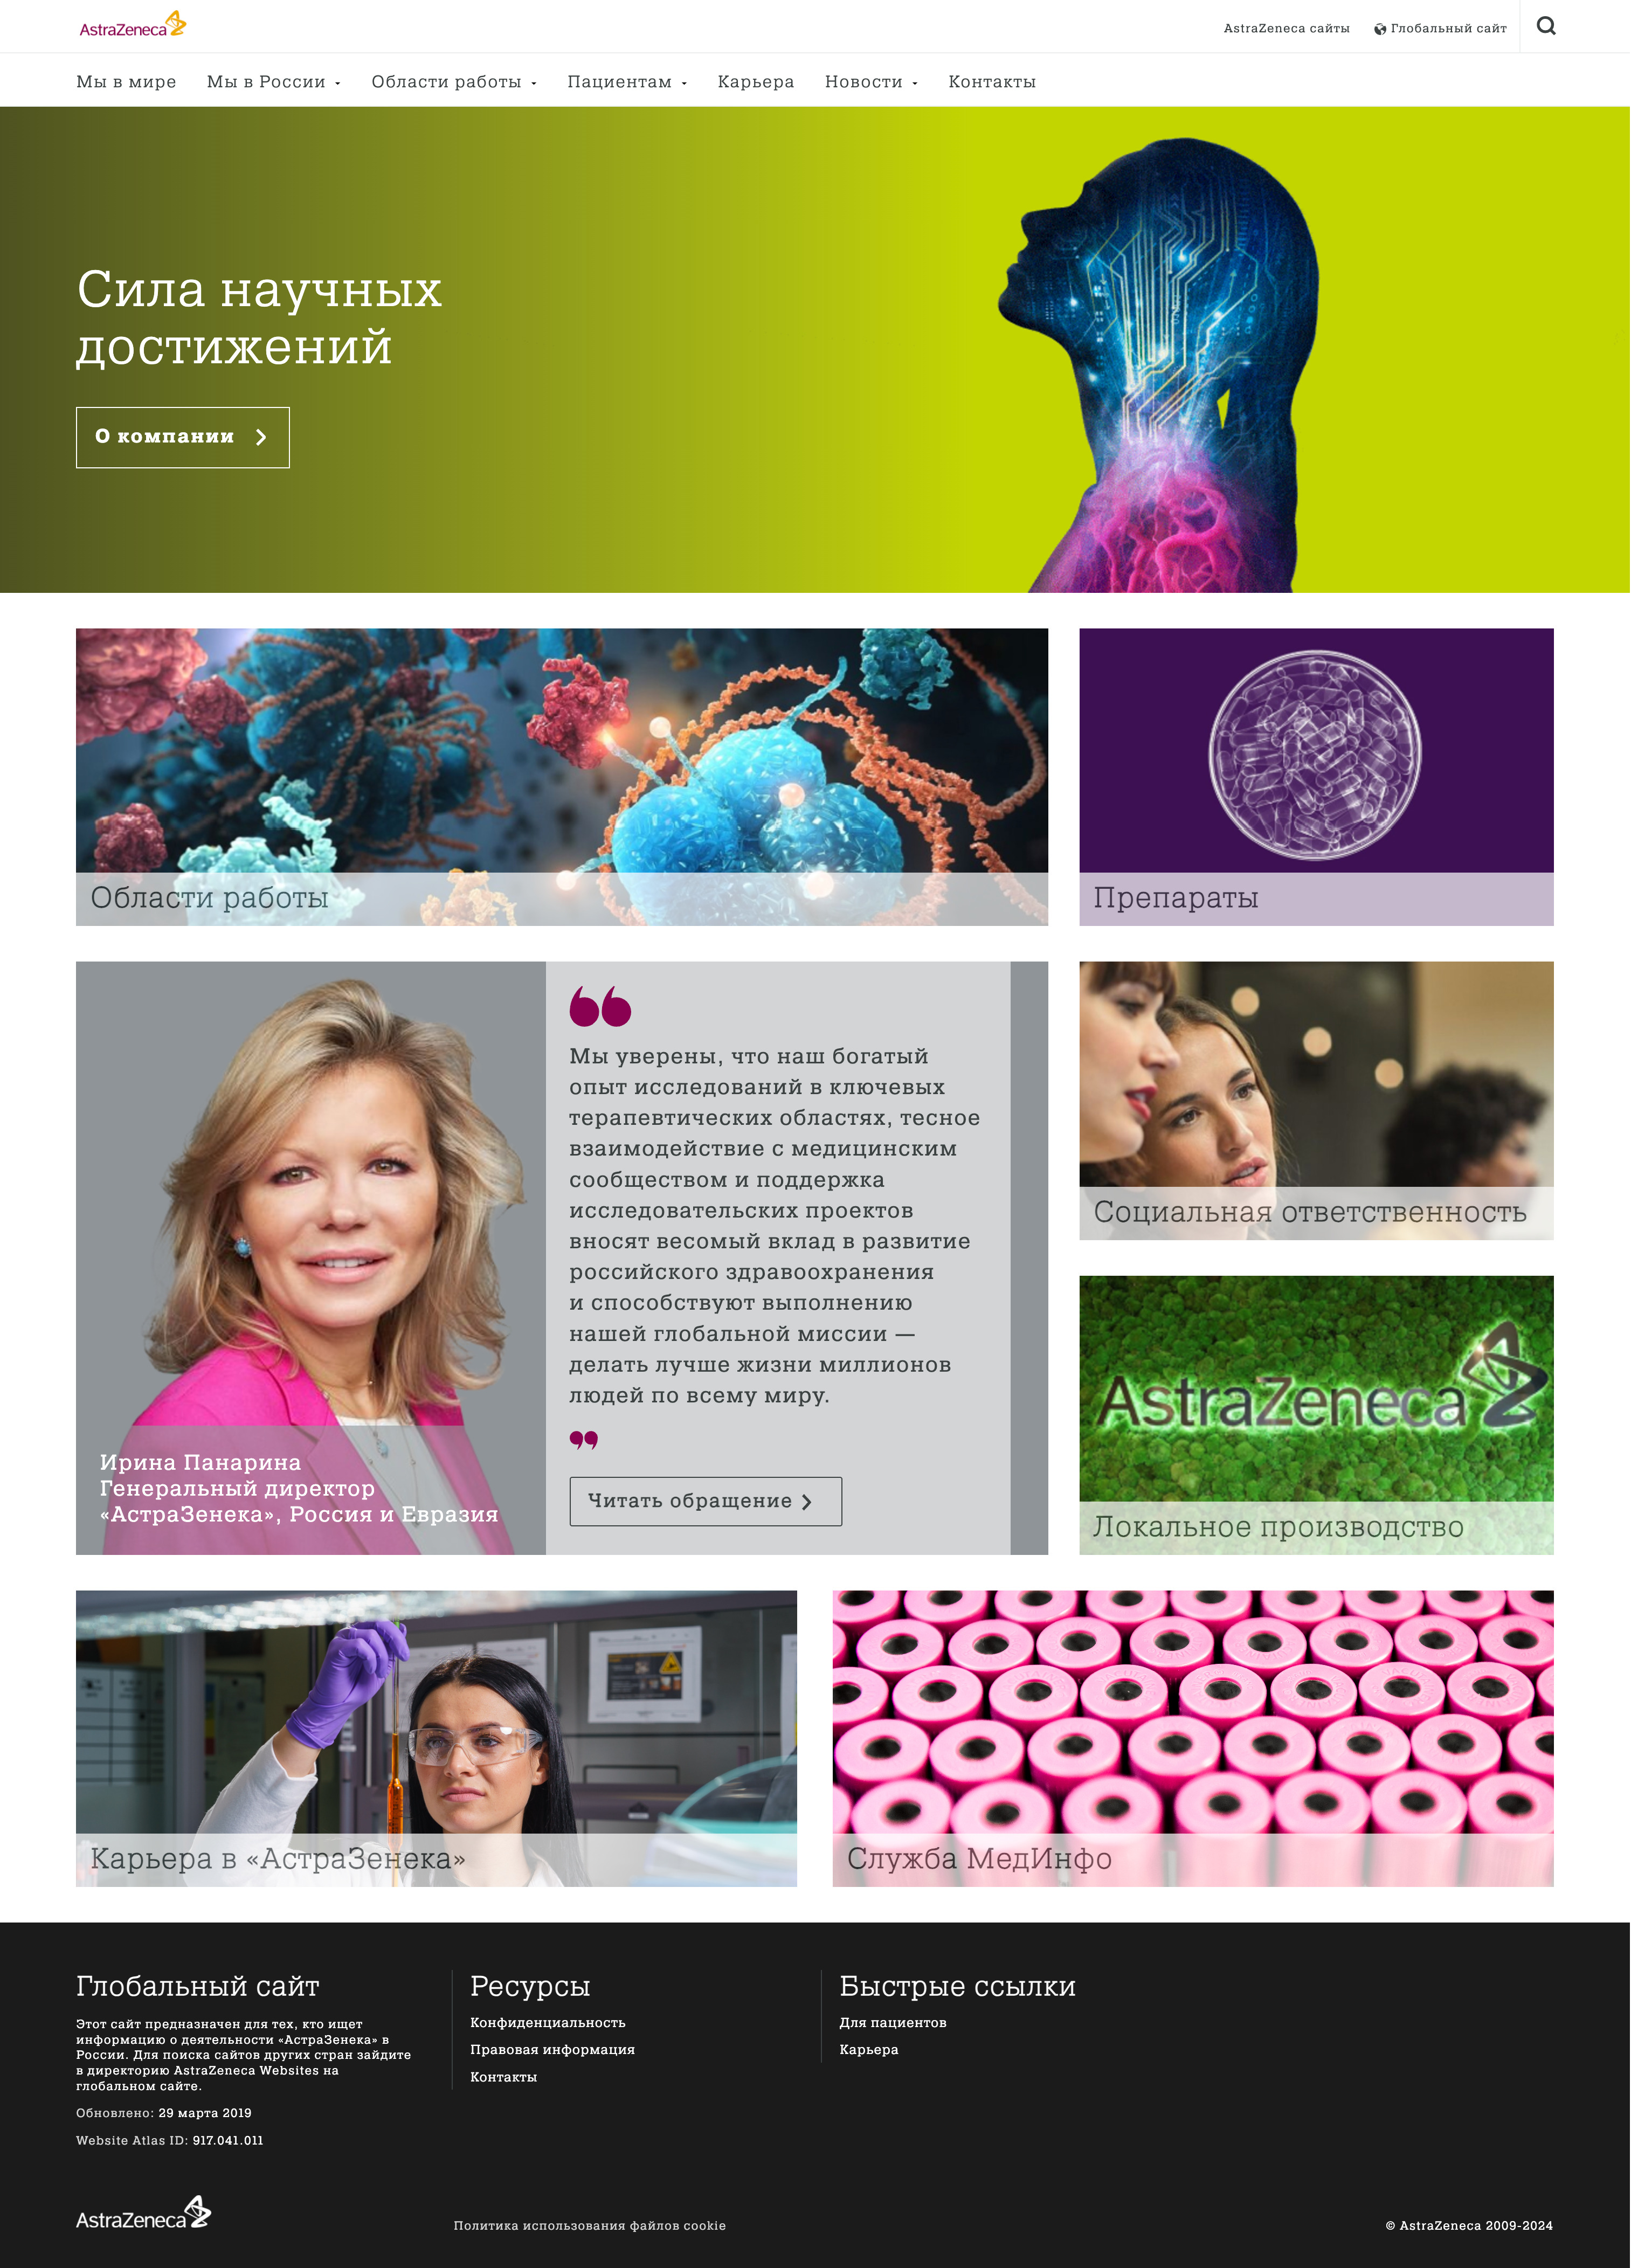 AstraZeneca
AstraZeneca сайты
Глобальный сайт
Мы в мире
Мы в России
Области работы
Пациентам
Карьера
Новости
Контакты
Сила научных
достижений
О компании
Области работы
Препараты
Мы уверены, что наш богатый
опыт исследований в ключевых
терапевтических областях, тесное
взаимодействие с медицинским
сообществом и поддержка
исследовательских проектов
вносят весомый вклад в развитие
российского здравоохранения
и способствуют выполнению
нашей глобальной миссии —
делать лучше жизни миллионов
людей по всему миру.
Читать обращение
Ирина Панарина
Генеральный директор
«АстраЗенека», Россия и Евразия
Социальная ответственность
AstraZeneca
Локальное производство
Карьера в «АстраЗенека»
Служба МедИнфо
Глобальный сайт
Этот сайт предназначен для тех, кто ищет
информацию о деятельности «АстраЗенека» в
России. Для поиска сайтов других стран зайдите
в директорию AstraZeneca Websites на
глобальном сайте.
Обновлено: 29 марта 2019
Website Atlas ID: 917.041.011
Ресурсы
Конфиденциальность
Правовая информация
Контакты
Быстрые ссылки
Для пациентов
Карьера
AstraZeneca
Политика использования файлов cookie
© AstraZeneca 2009-2024